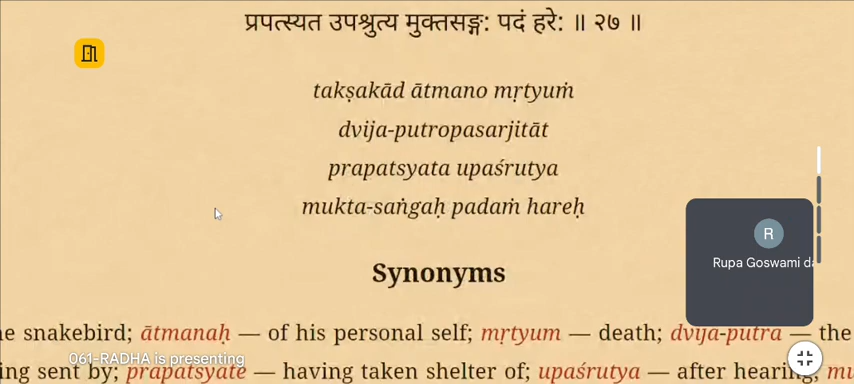 प्रपत्स्यत उपश्रुत्य मुक्तसङ्ग: पदं हरे: ॥ २७ ॥
takṣakād ātmano mṛtyuṁ
dvija-putropasarjitāt
prapatsyata upaśrutya
mukta-saṅgaḥ padaṁ hareḥ
Synonyms
snakebird; ātmanaḥ — of his personal self; mṛtyum — death; dvija-putra — the
sent by; prapatsyate — having taken shelter of; upaśrutya — after hearing;
R
Rupa Goswami
061-RADHA is presenting